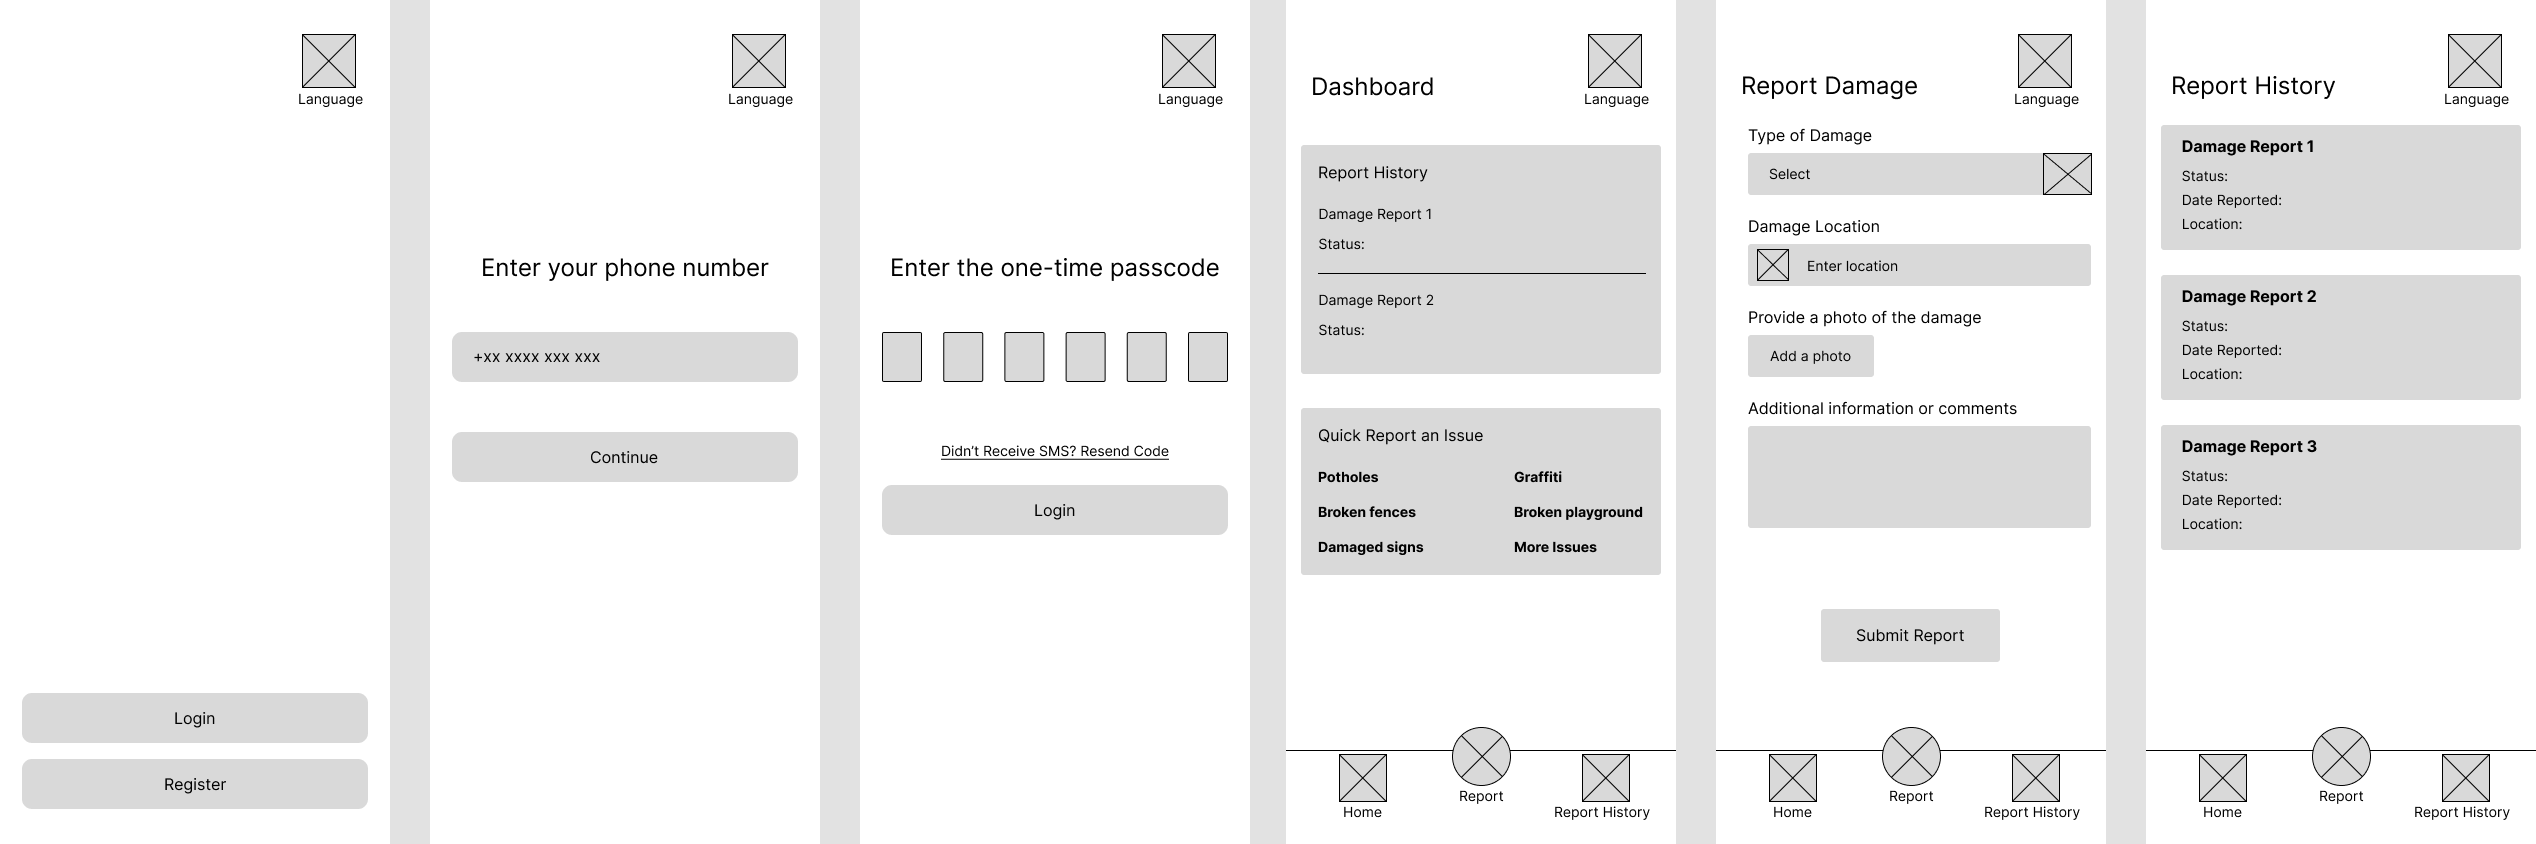 Language
Login
Register
Language
Enter your phone number
+xx xxxx xxx xxx
Continue
Language
Enter the one-time passcode
Didn’t Receive SMS? Resend Code
Login
Dashboard
Language
Report History
Damage Report 1
Status:
Damage Report 2
Status:
Quick Report an Issue
Potholes
Graffiti
Broken fences
Broken playground
Damaged signs
More Issues
Home
Report
Report History
Report Damage
Language
Type of Damage
Select
Damage Location
Enter location
Provide a photo of the damage
Add a photo
Additional information or comments
Submit Report
Home
Report
Report History
Report History
Language
Damage Report 1
Status:
Date Reported:
Location:
Damage Report 2
Status:
Date Reported:
Location:
Damage Report 3
Status:
Date Reported:
Location:
Home
Report
Report History